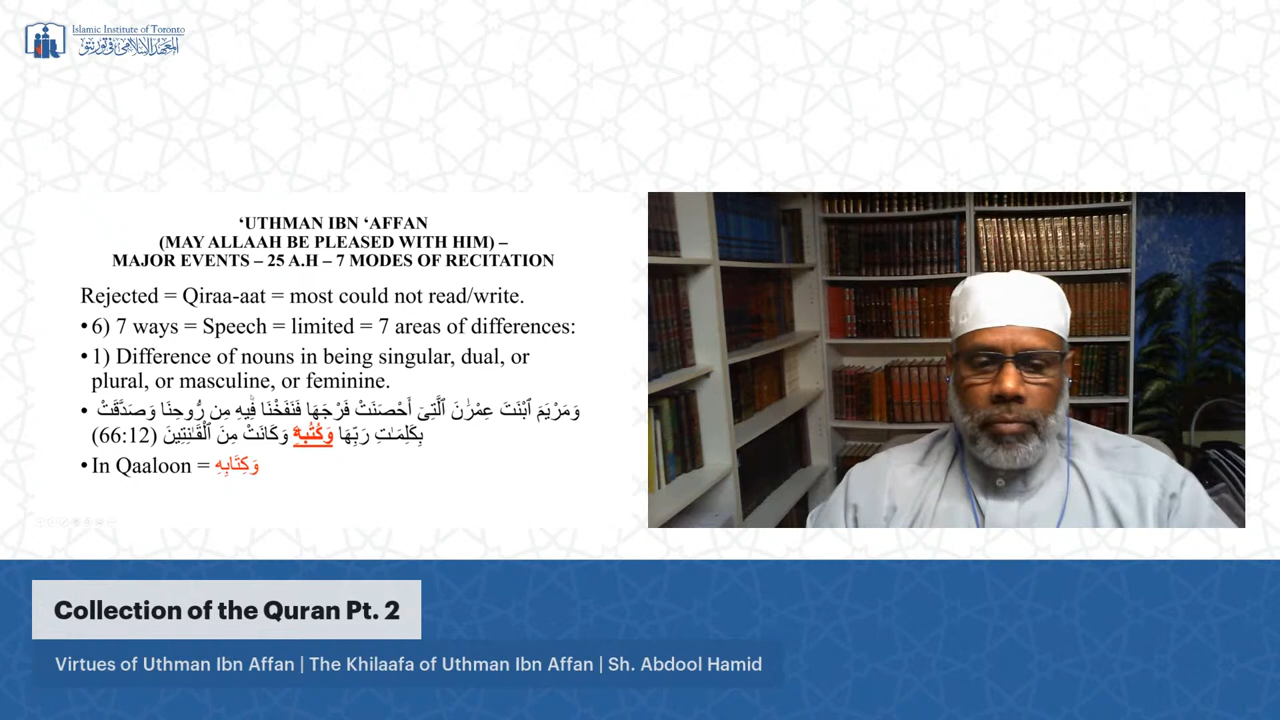 Islamic Institute of Toronto
المعهد الإسلامي في تورنتو
‘UTHMAN IBN ‘AFFAN
(MAY ALLAAH BE PLEASED WITH HIM) –
MAJOR EVENTS – 25 A.H – 7 MODES OF RECITATION
Rejected = Qiraa-aat = most could not read/write.
• 6) 7 ways = Speech = limited = 7 areas of differences:
• 1) Difference of nouns in being singular, dual, or
plural, or masculine, or feminine.
• وَمَرْيَمَ ٱبْنَتَ عِمْرَٰنَ ٱلَّتِىٓ أَحْصَنَتْ فَرْجَهَا فَنَفَخْنَا فِيهِ مِن رُّوحِنَا وَصَدَّقَتْ
بِكَلِمَـٰتِ رَبِّهَا وَكُتُبِهِۦ وَكَانَتْ مِنَ ٱلْقَـٰنِتِينَ (66:12)
• In Qaaloon = وَكِتَابِهِ
Collection of the Quran Pt. 2
Virtues of Uthman Ibn Affan | The Khilaafa of Uthman Ibn Affan | Sh. Abdool Hamid